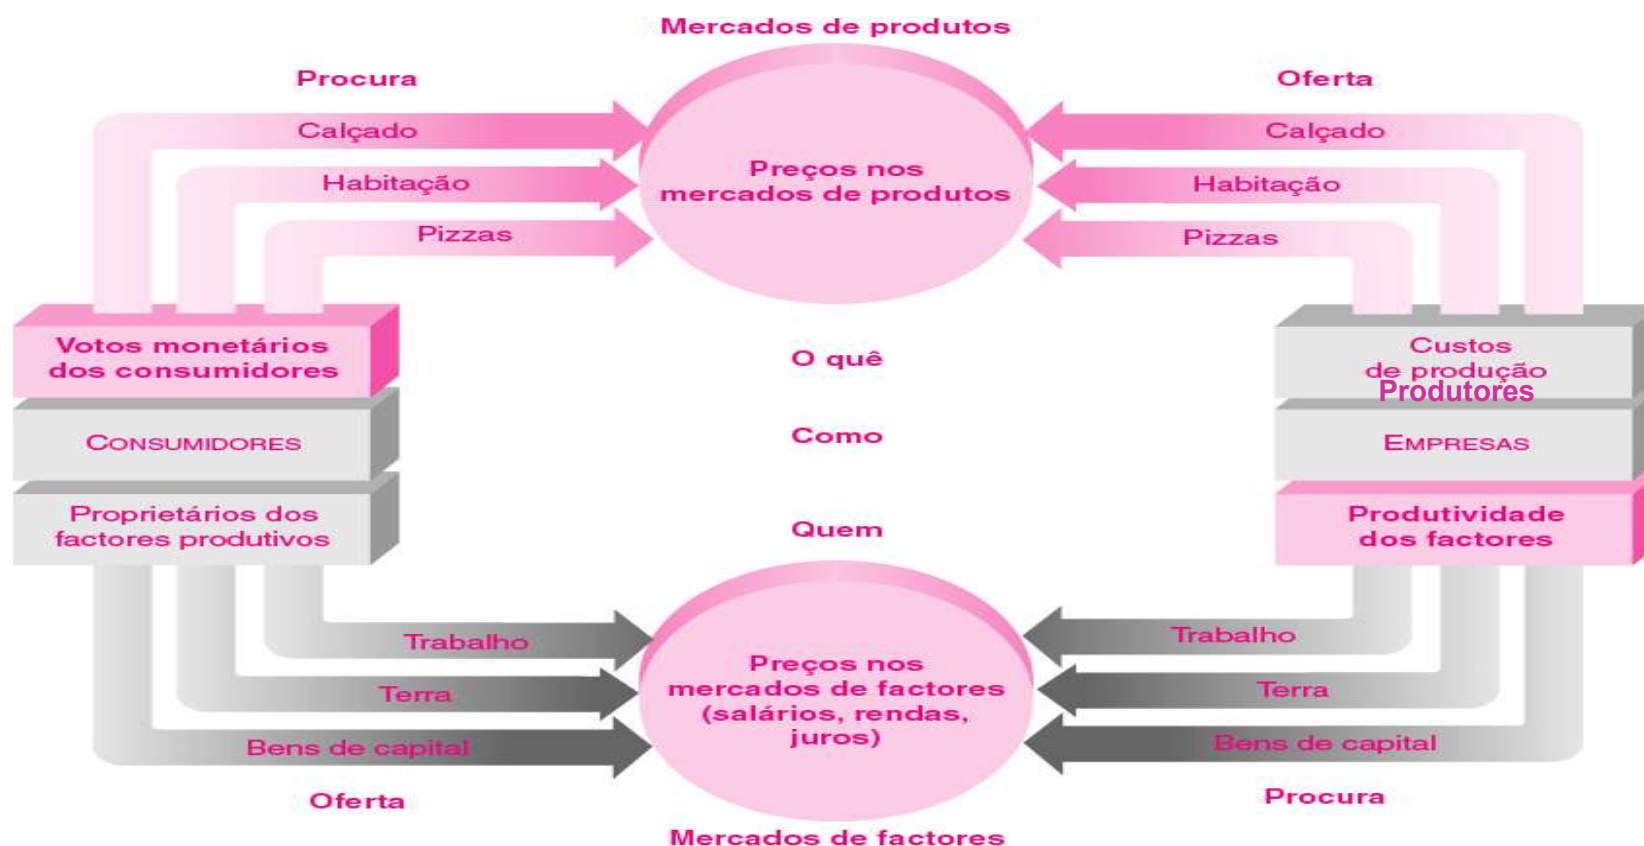 Mercados de produtos
Procura
Oferta
Calçado
Calçado
Preços nos
mercados de produtos
Habitação
Habitação
Pizzas
Pizzas
Votos monetários
dos consumidores
O quê
Custos
de produção
Produtores
CONSUMIDORES
Como
EMPRESAS
Proprietários dos
factores produtivos
Quem
Produtividade
dos factores
Trabalho
Trabalho
Preços nos
mercados de factores
(salários, rendas,
juros)
Terra
Terra
Bens de capital
Bens de capital
Oferta
Procura
Mercados de factores